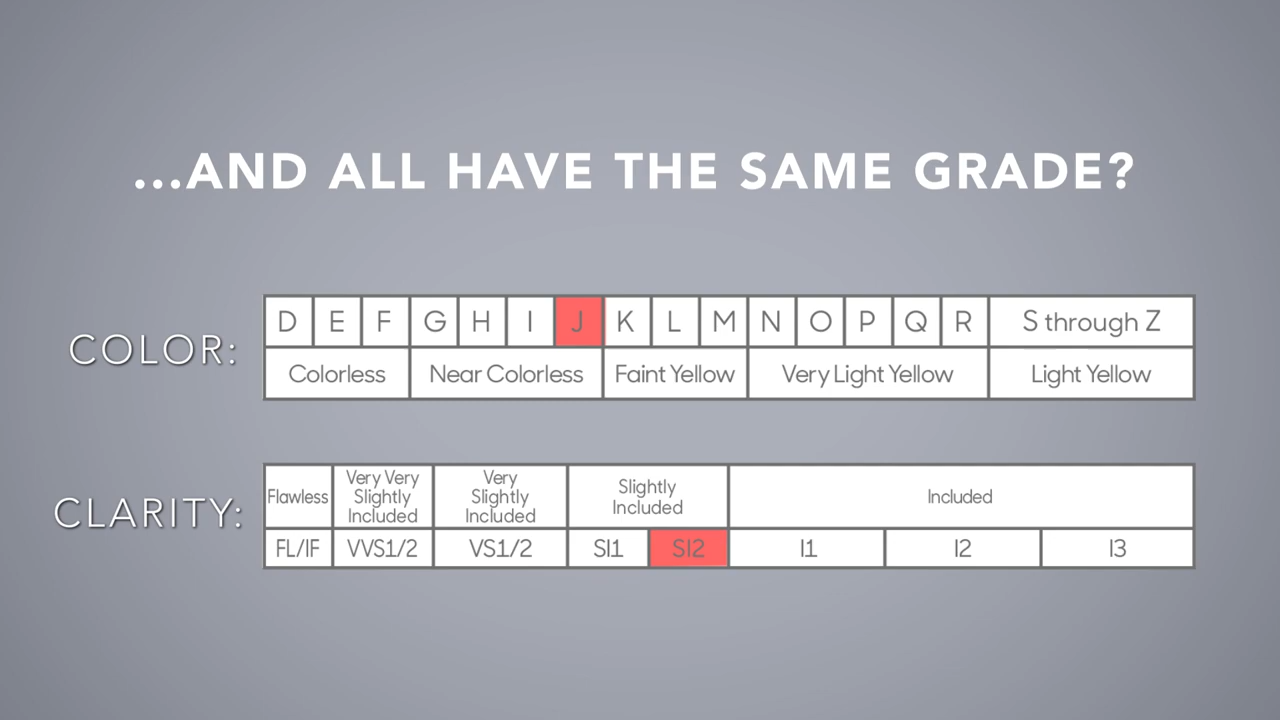 ...AND ALL HAVE THE SAME GRADE?
COLOR:
D E F G H I J K L M N O P Q R S through Z
Colorless Near Colorless Faint Yellow Very Light Yellow Light Yellow
CLARITY:
Flawless
Very Very
Slightly
Included
Very
Slightly
Included
Slightly
Included
Included
FL/IF VVS1/2 VS1/2 SI1 SI2 I1 I2 I3